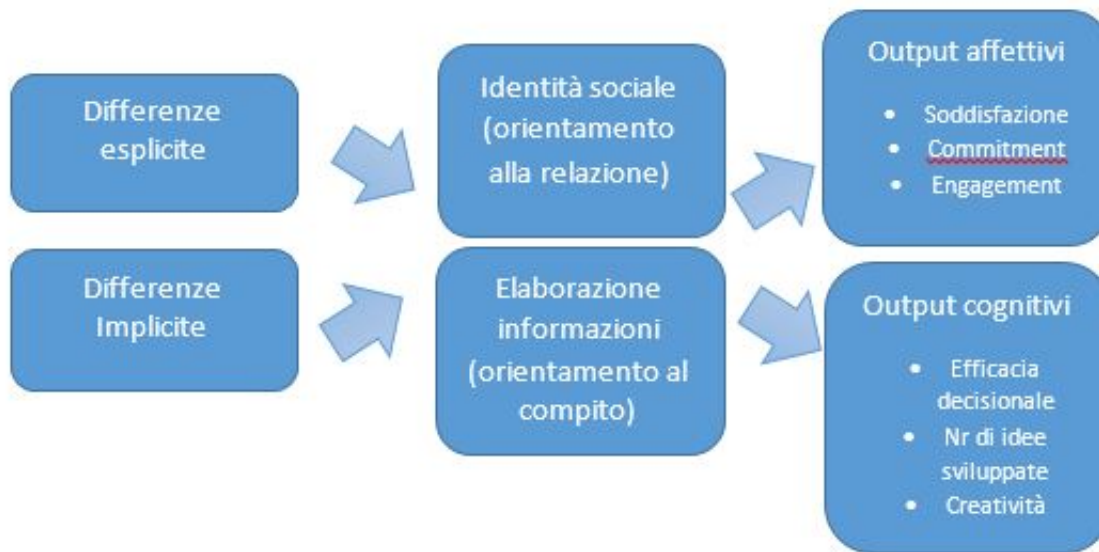 Differenze
esplicite
Differenze
Implicite
Identità sociale
(orientamento
alla relazione)
Elaborazione
informazioni
(orientamento al
compito)
Output affettivi
• Soddisfazione
• Commitment
• Engagement
Output cognitivi
• Efficacia
decisionale
• Nr di idee
sviluppate
• Creatività